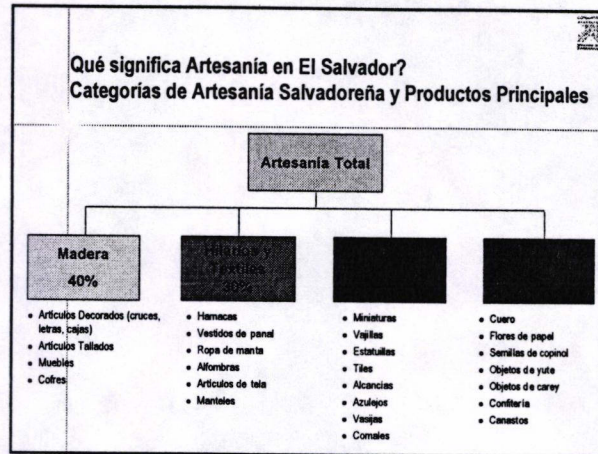 Qué significa Artesanía en El Salvador?
Categorías de Artesanía Salvadoreña y Productos Principales
Artesanía Total
Madera
40%
Hilados y
Textiles
30%
• Artículos Decorados (cruces,
letras, cajas)
• Artículos Tallados
• Muebles
• Cofres
• Hamacas
• Vestidos de panal
• Ropa de manta
• Alfombras
• Artículos de tela
• Manteles
• Miniaturas
• Vajillas
• Estatuillas
• Tiles
• Alcancías
• Azulejos
• Vasijas
• Comales
• Cuero
• Flores de papel
• Semillas de copinol
• Objetos de yute
• Objetos de carey
• Confitería
• Canastos